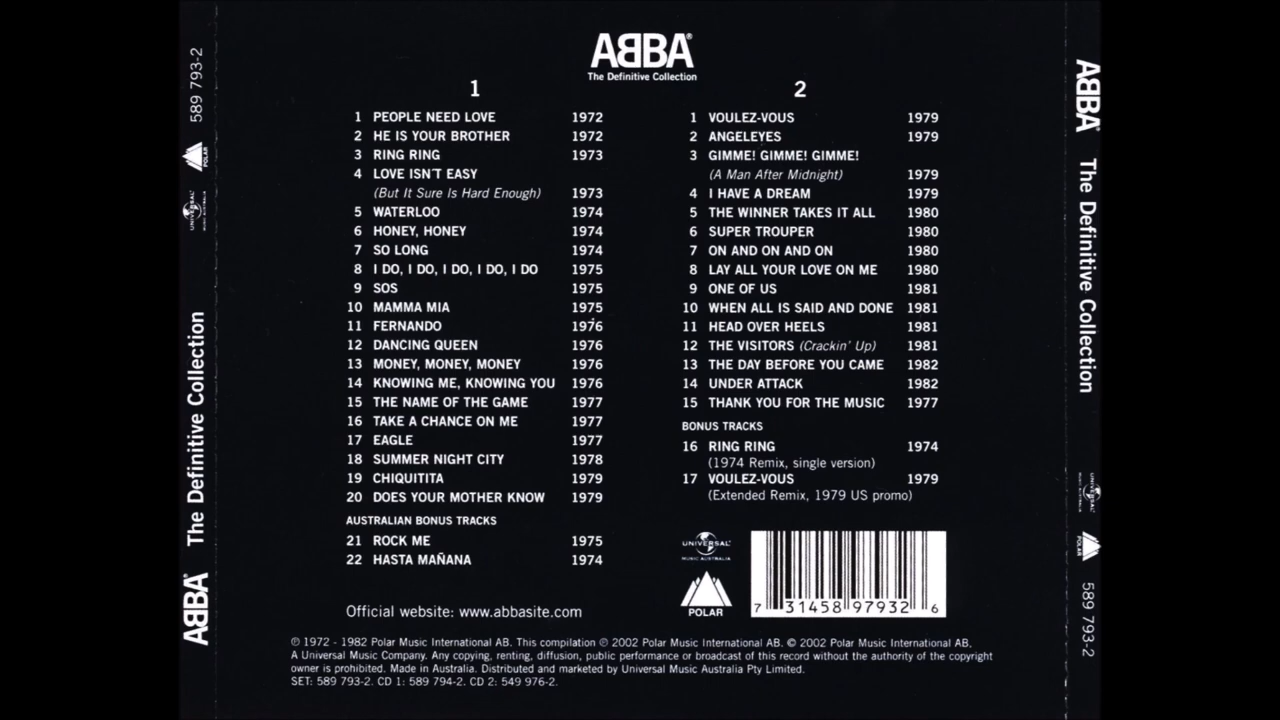 ABBA®
The Definitive Collection
1
1 PEOPLE NEED LOVE 1972
2 HE IS YOUR BROTHER 1972
3 RING RING 1973
4 LOVE ISN'T EASY
(But It Sure Is Hard Enough) 1973
5 WATERLOO 1974
6 HONEY, HONEY 1974
7 SO LONG 1974
8 I DO, I DO, I DO, I DO, I DO 1975
9 SOS 1975
10 MAMMA MIA 1975
11 FERNANDO 1976
12 DANCING QUEEN 1976
13 MONEY, MONEY, MONEY 1976
14 KNOWING ME, KNOWING YOU 1976
15 THE NAME OF THE GAME 1977
16 TAKE A CHANCE ON ME 1977
17 EAGLE 1977
18 SUMMER NIGHT CITY 1978
19 CHIQUITITA 1979
20 DOES YOUR MOTHER KNOW 1979
AUSTRALIAN BONUS TRACKS
21 ROCK ME 1975
22 HASTA MAÑANA 1974
2
1 VOULEZ-VOUS 1979
2 ANGELEYES 1979
3 GIMME! GIMME! GIMME!
(A Man After Midnight) 1979
4 I HAVE A DREAM 1979
5 THE WINNER TAKES IT ALL 1980
6 SUPER TROUPER 1980
7 ON AND ON AND ON 1980
8 LAY ALL YOUR LOVE ON ME 1980
9 ONE OF US 1981
10 WHEN ALL IS SAID AND DONE 1981
11 HEAD OVER HEELS 1981
12 THE VISITORS (Crackin' Up) 1981
13 THE DAY BEFORE YOU CAME 1982
14 UNDER ATTACK 1982
15 THANK YOU FOR THE MUSIC 1977
BONUS TRACKS
16 RING RING 1974
(1974 Remix, single version)
17 VOULEZ-VOUS 1979
(Extended Remix, 1979 US promo)
UNIVERSAL
MUSIC AUSTRALIA
POLAR
7 31458 97932 6
Official website: www.abbasite.com
℗ 1972 - 1982 Polar Music International AB. This compilation ℗ 2002 Polar Music International AB. © 2002 Polar Music International AB.
A Universal Music Company. Any copying, renting, diffusion, public performance or broadcast of this record without the authority of the copyright
owner is prohibited. Made in Australia. Distributed and marketed by Universal Music Australia Pty Limited.
SET: 589 793-2. CD 1: 589 794-2. CD 2: 549 976-2.
ABBA® The Definitive Collection UNIVERSAL MUSIC AUSTRALIA POLAR 589 793-2
ABBA® The Definitive Collection UNIVERSAL POLAR 589 793-2